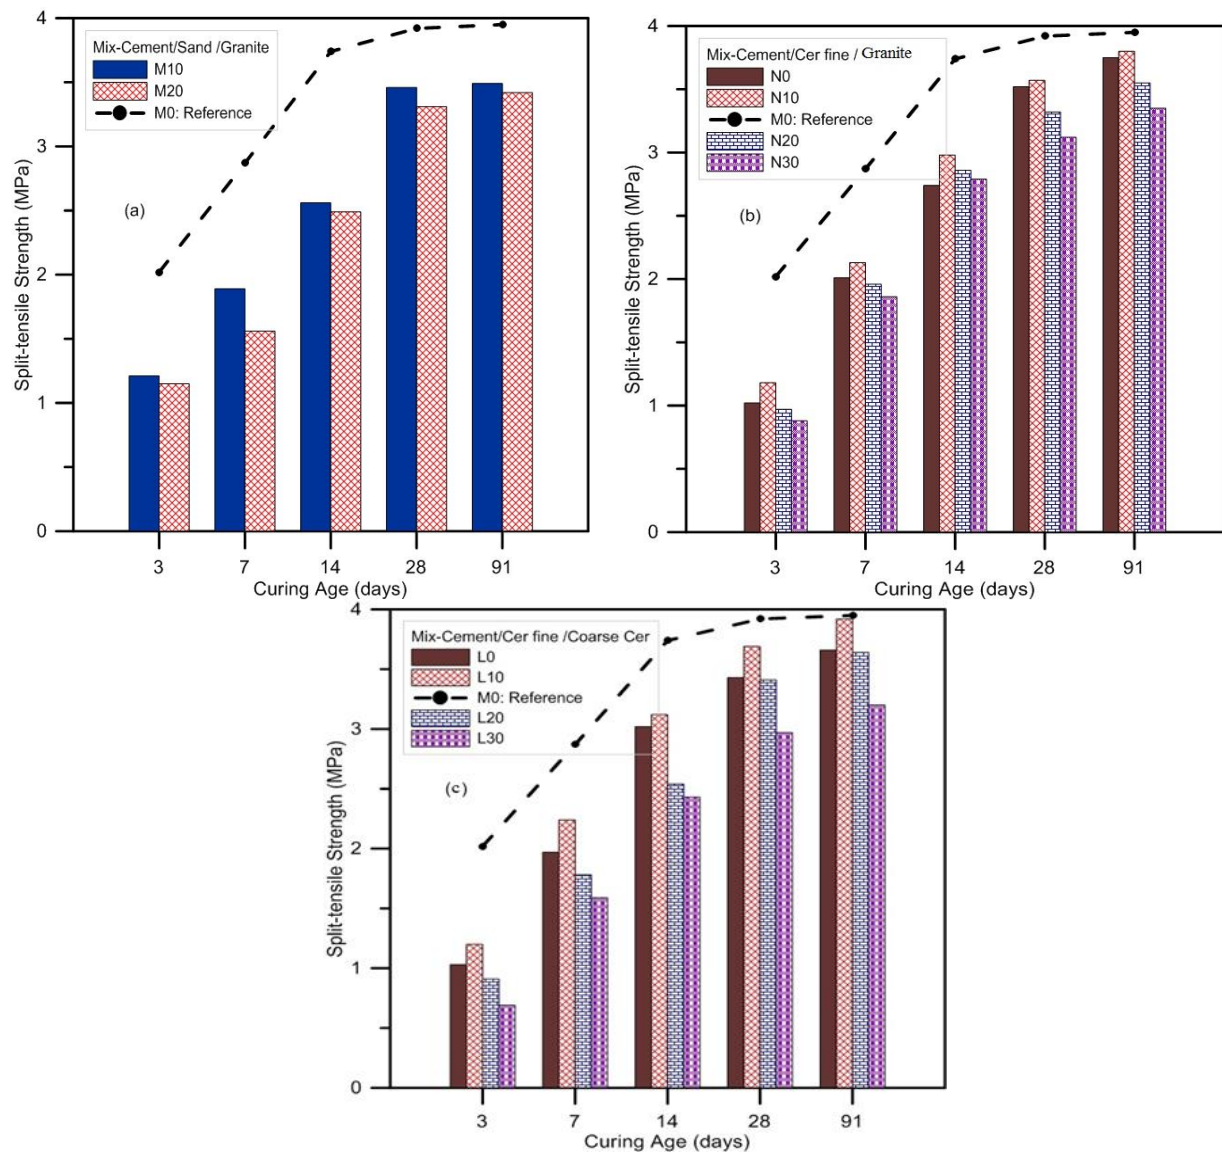 4
3
2
1
0
Split-tensile Strength (MPa)
Mix-Cement/Sand /Granite
M10
M20
M0: Reference
(a)
3 7 14 28 91
Curing Age (days)
4
3
2
1
0
Split-tensile Strength (MPa)
Mix-Cement/Cer fine / Granite
N0
N10
M0: Reference
N20
N30
(b)
3 7 14 28 91
Curing Age (days)
4
3
2
1
0
Split-tensile Strength (MPa)
Mix-Cement/Cer fine /Coarse Cer
L0
L10
M0: Reference
L20
L30
(c)
3 7 14 28 91
Curing Age (days)